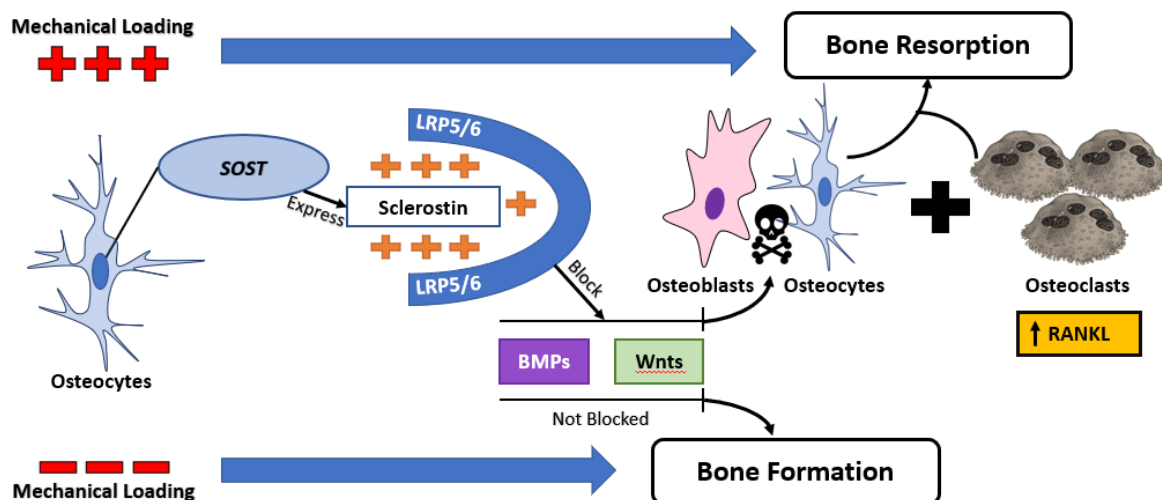 Mechanical Loading
Bone Resorption
LRP5/6
SOST
Express
Sclerostin
LRP5/6
Block
Osteocytes
Osteoblasts
Osteocytes
Osteoclasts
RANKL
BMPs
Wnts
Not Blocked
Bone Formation
Mechanical Loading